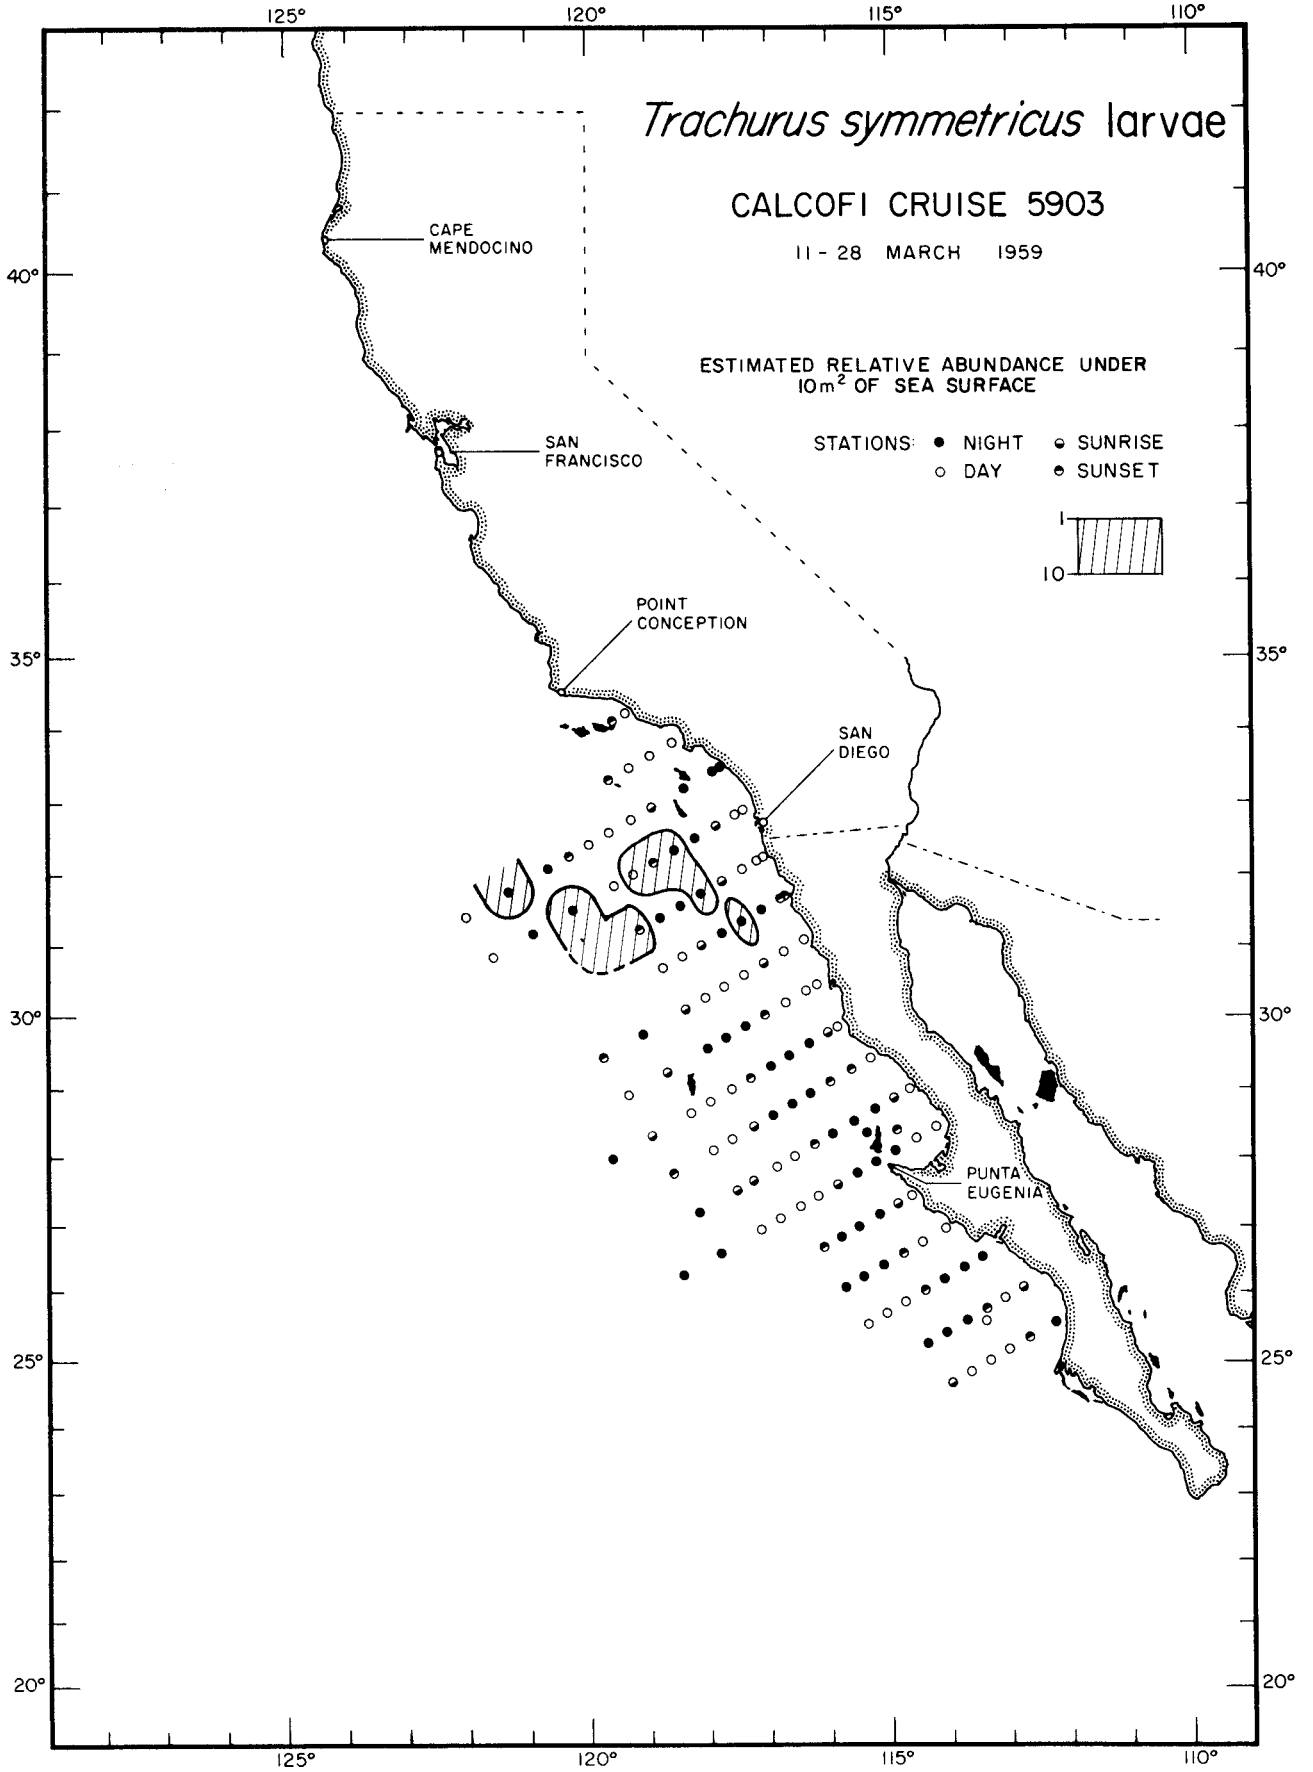 125° 120° 115° 110°
Trachurus symmetricus larvae
CALCOFI CRUISE 5903
11-28 MARCH 1959
CAPE
MENDOCINO
40° 40°
ESTIMATED RELATIVE ABUNDANCE UNDER
10m² OF SEA SURFACE
STATIONS: NIGHT SUNRISE
DAY SUNSET
SAN
FRANCISCO
1
10
POINT
CONCEPTION
35° 35°
SAN
DIEGO
30° 30°
PUNTA
EUGENIA
25° 25°
20° 20°
125° 120° 115° 110°